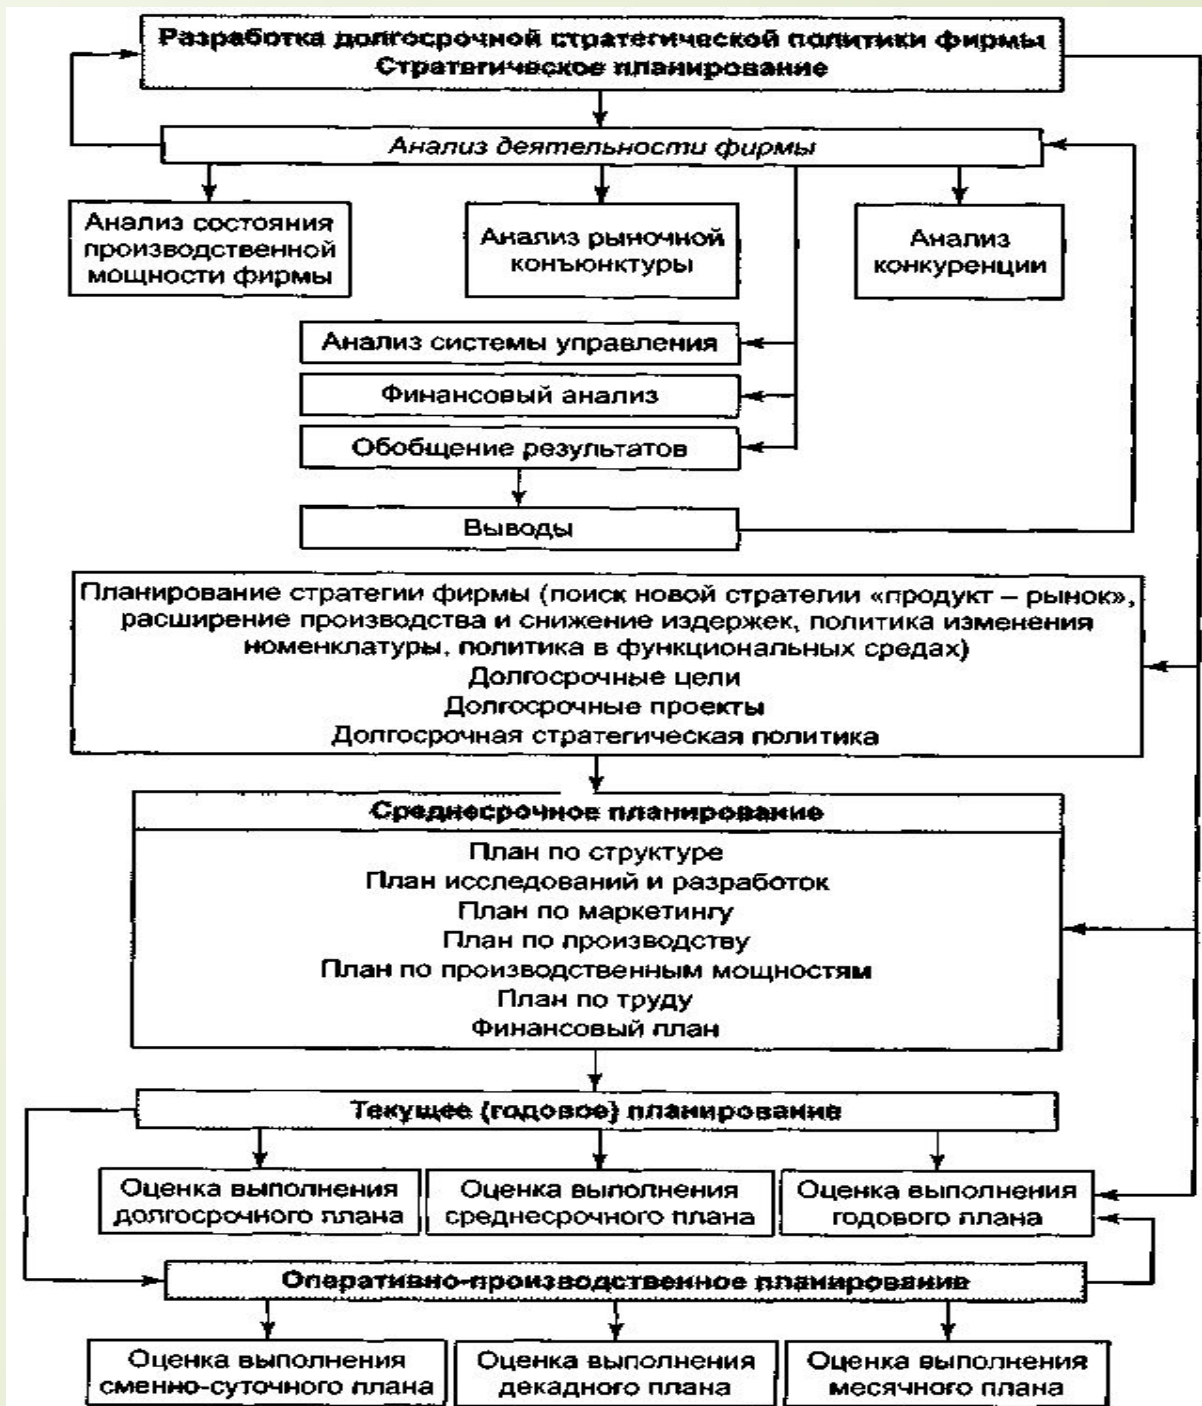 Разработка долгосрочной стратегической политики фирмы
Стратегическое планирование
Анализ деятельности фирмы
Анализ состояния
производственной
мощности фирмы
Анализ рыночной
конъюнктуры
Анализ
конкуренции
Анализ системы управления
Финансовый анализ
Обобщение результатов
Выводы
Планирование стратегии фирмы (поиск новой стратегии «продукт – рынок»,
расширение производства и снижение издержек, политика изменения
номенклатуры, политика в функциональных средах)
Долгосрочные цели
Долгосрочные проекты
Долгосрочная стратегическая политика
Среднесрочное планирование
План по структуре
План исследований и разработок
План по маркетингу
План по производству
План по производственным мощностям
План по труду
Финансовый план
Текущее (годовое) планирование
Оценка выполнения
долгосрочного плана
Оценка выполнения
среднесрочного плана
Оценка выполнения
годового плана
Оперативно-производственное планирование
Оценка выполнения
сменно-суточного плана
Оценка выполнения
декадного плана
Оценка выполнения
месячного плана